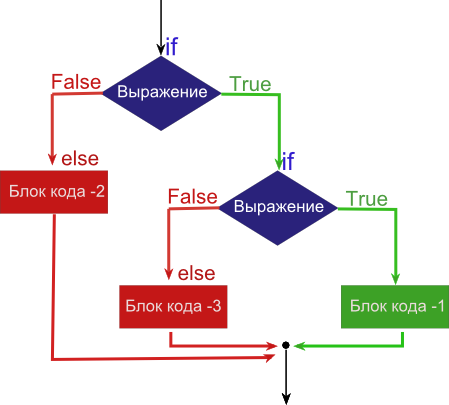 if
False
True
Выражение
else
if
Блок кода -2
False
True
Выражение
else
Блок кода -3
Блок кода -1